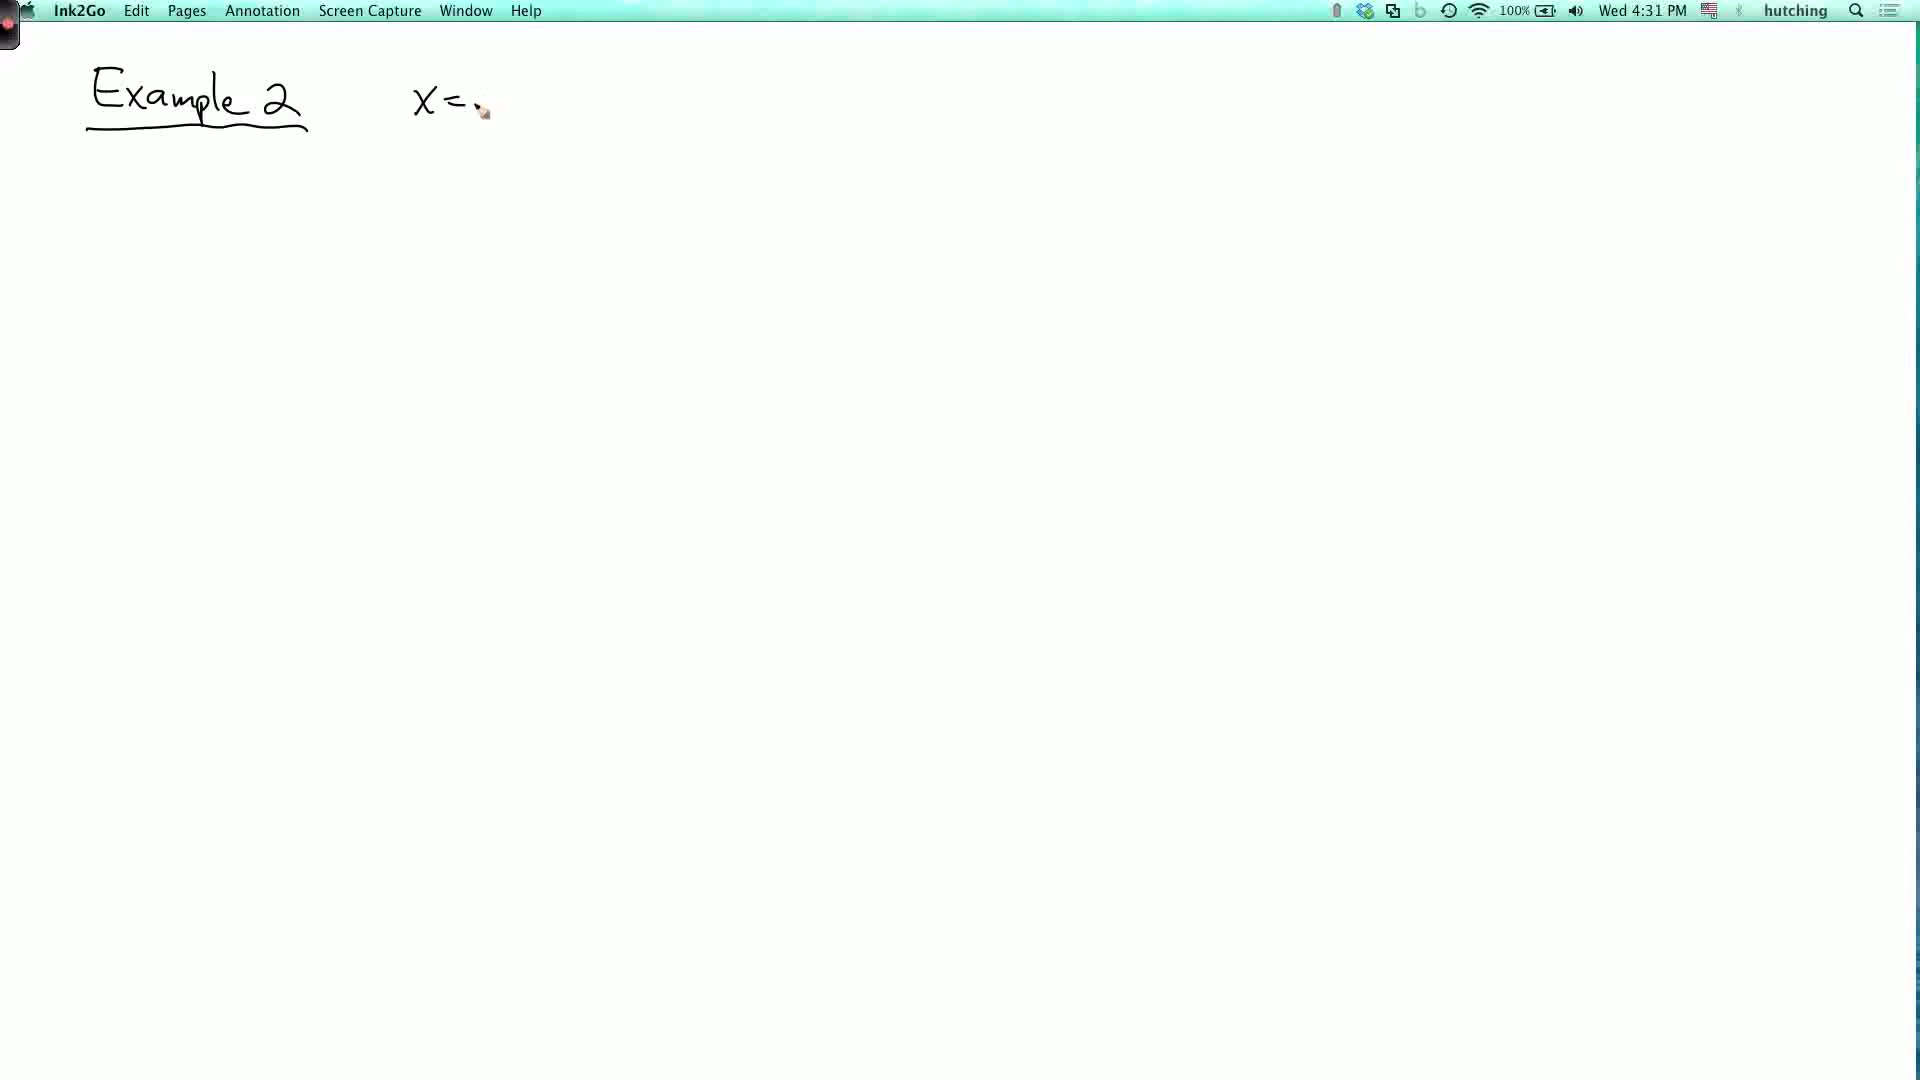 Ink2Go Edit Pages Annotation Screen Capture Window Help 100% Wed 4:31 PM hutching
Example 2 x=